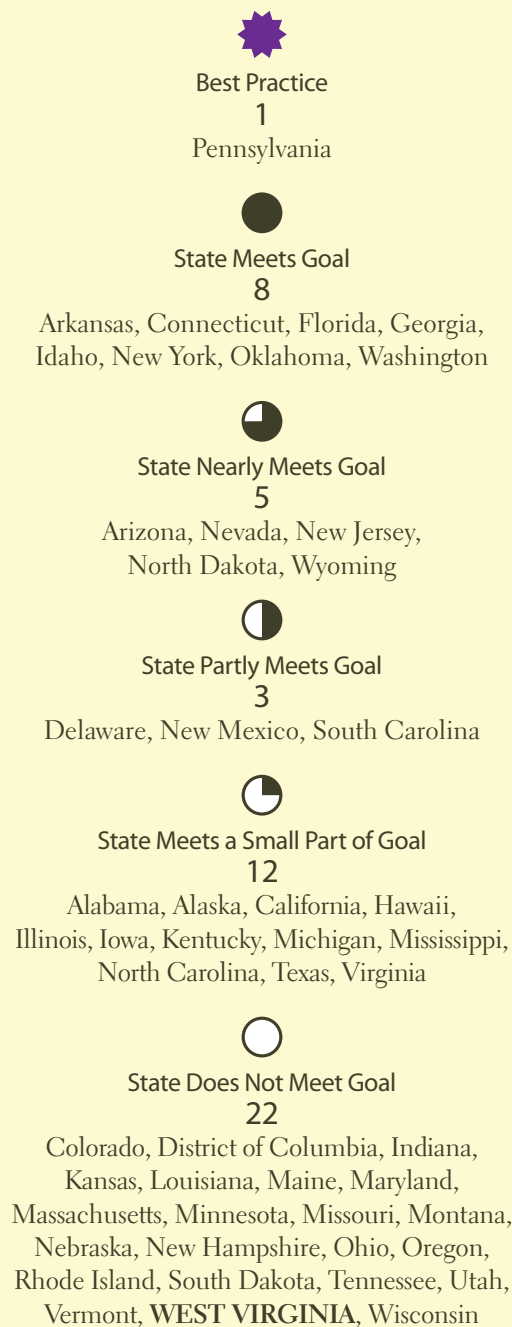 Best Practice
1
Pennsylvania
State Meets Goal
8
Arkansas, Connecticut, Florida, Georgia,
Idaho, New York, Oklahoma, Washington
State Nearly Meets Goal
5
Arizona, Nevada, New Jersey,
North Dakota, Wyoming
State Partly Meets Goal
3
Delaware, New Mexico, South Carolina
State Meets a Small Part of Goal
12
Alabama, Alaska, California, Hawaii,
Illinois, Iowa, Kentucky, Michigan, Mississippi,
North Carolina, Texas, Virginia
State Does Not Meet Goal
22
Colorado, District of Columbia, Indiana,
Kansas, Louisiana, Maine, Maryland,
Massachusetts, Minnesota, Missouri, Montana,
Nebraska, New Hampshire, Ohio, Oregon,
Rhode Island, South Dakota, Tennessee, Utah,
Vermont, WEST VIRGINIA, Wisconsin